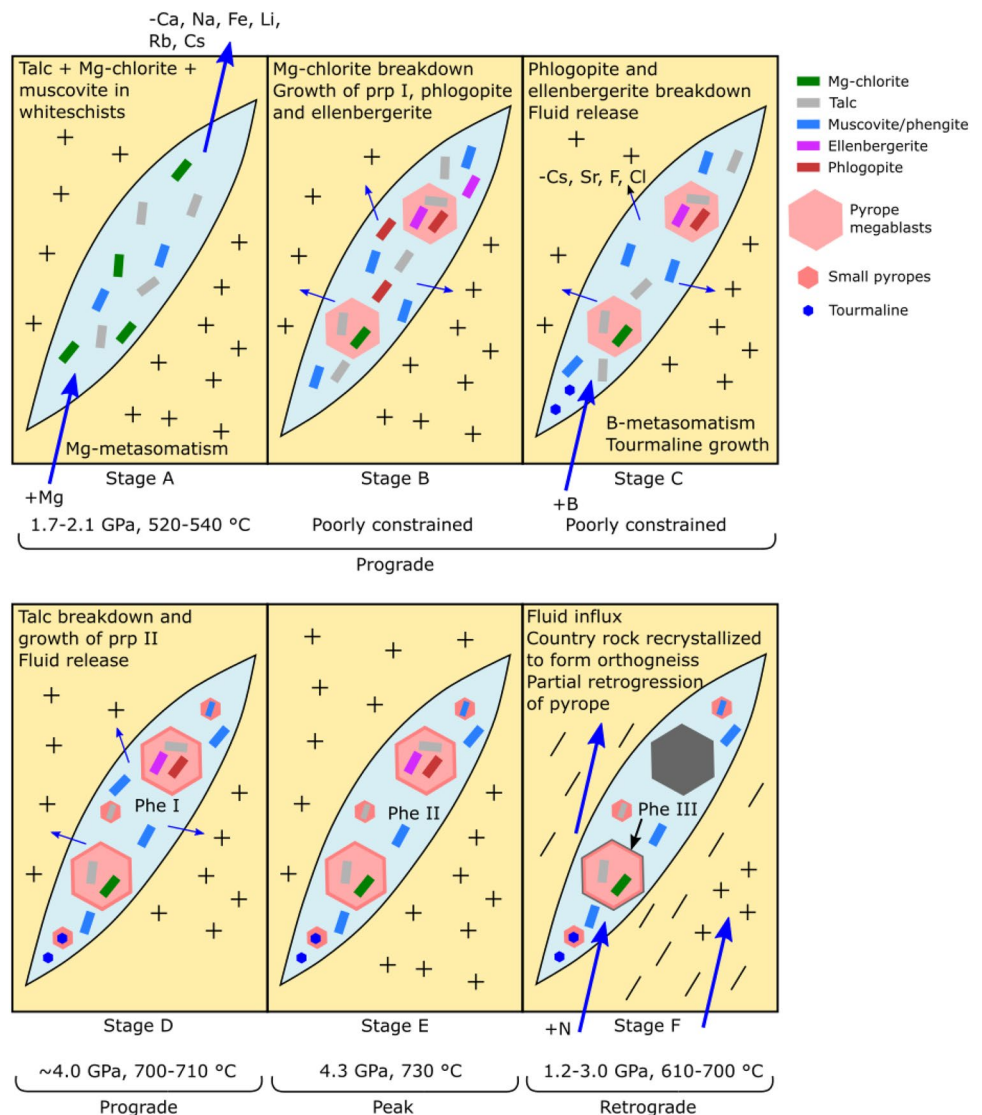 -Ca, Na, Fe, Li,
Rb, Cs
Talc + Mg-chlorite +
muscovite in
whiteschists
Mg-metasomatism
+Mg
Stage A
1.7-2.1 GPa, 520-540 °C
Mg-chlorite breakdown
Growth of prp I, phlogopite
and ellenbergerite
Stage B
Poorly constrained
Phlogopite and
ellenbergerite breakdown
Fluid release
-Cs, Sr, F, Cl
B-metasomatism
Tourmaline growth
+B
Stage C
Poorly constrained
Prograde
Mg-chlorite
Talc
Muscovite/phengite
Ellenbergerite
Phlogopite
Pyrope
megablasts
Small pyropes
Tourmaline
Talc breakdown and
growth of prp II
Fluid release
Phe I
Stage D
~4.0 GPa, 700-710 °C
Prograde
Phe II
Stage E
4.3 GPa, 730 °C
Peak
Fluid influx
Country rock recrystallized
to form orthogneiss
Partial retrogression
of pyrope
Phe III
+N
Stage F
1.2-3.0 GPa, 610-700 °C
Retrograde